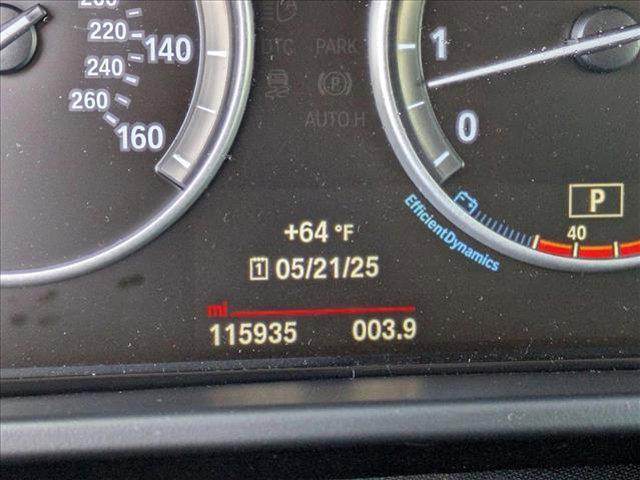 200
220
240
260
140
160
DTC PARK
P
AUTO H
1
0
P
40
EfficientDynamics
+64 °F
1 05/21/25
mi
115935 003.9